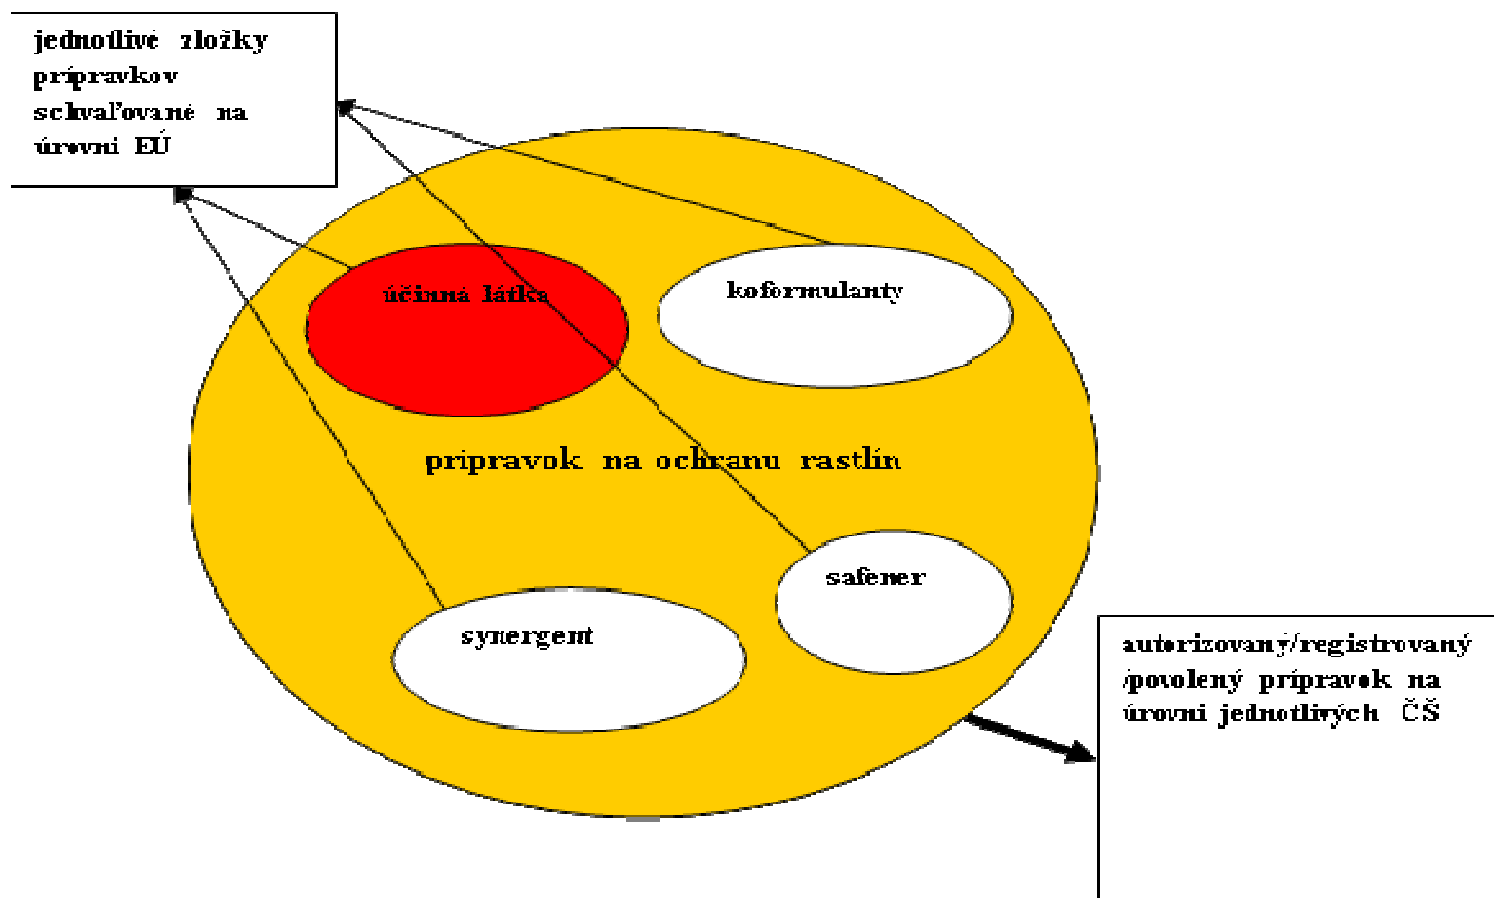 jednotlivé zložky
prípravkov
schvaľované na
úrovni EÚ
účinná látka
koformulanty
prípravok na ochranu rastlín
safener
synergent
autorizovaný/registrovaný
/povolený prípravok na
úrovni jednotlivých ČŠ